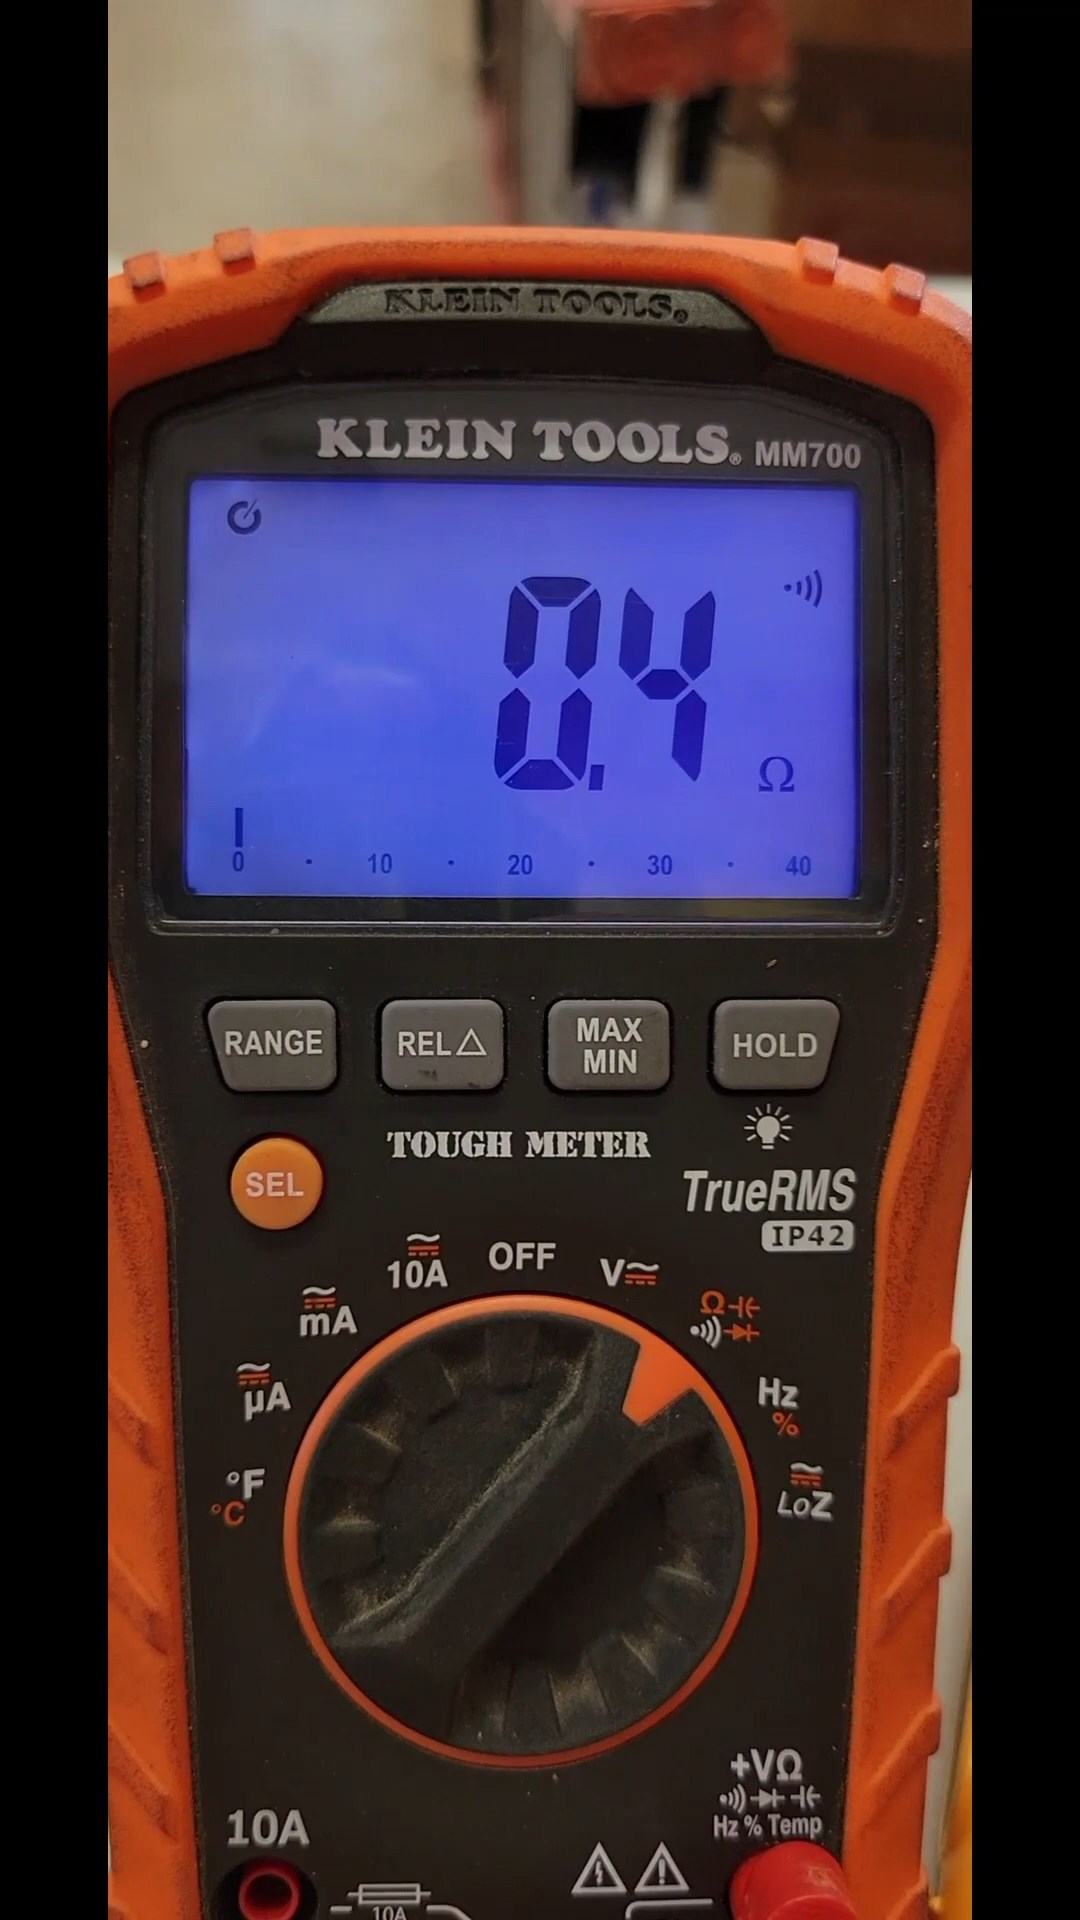 KLEIN TOOLS®
KLEIN TOOLS® MM700
0.4
Ω
0 · 10 · 20 · 30 · 40
RANGE
REL△
MAX
MIN
HOLD
TOUGH METER
SEL
TrueRMS
IP42
OFF
10A
V
mA
Ω
µA
Hz
%
°F
°C
LoZ
+VΩ
Hz % Temp
10A
10A